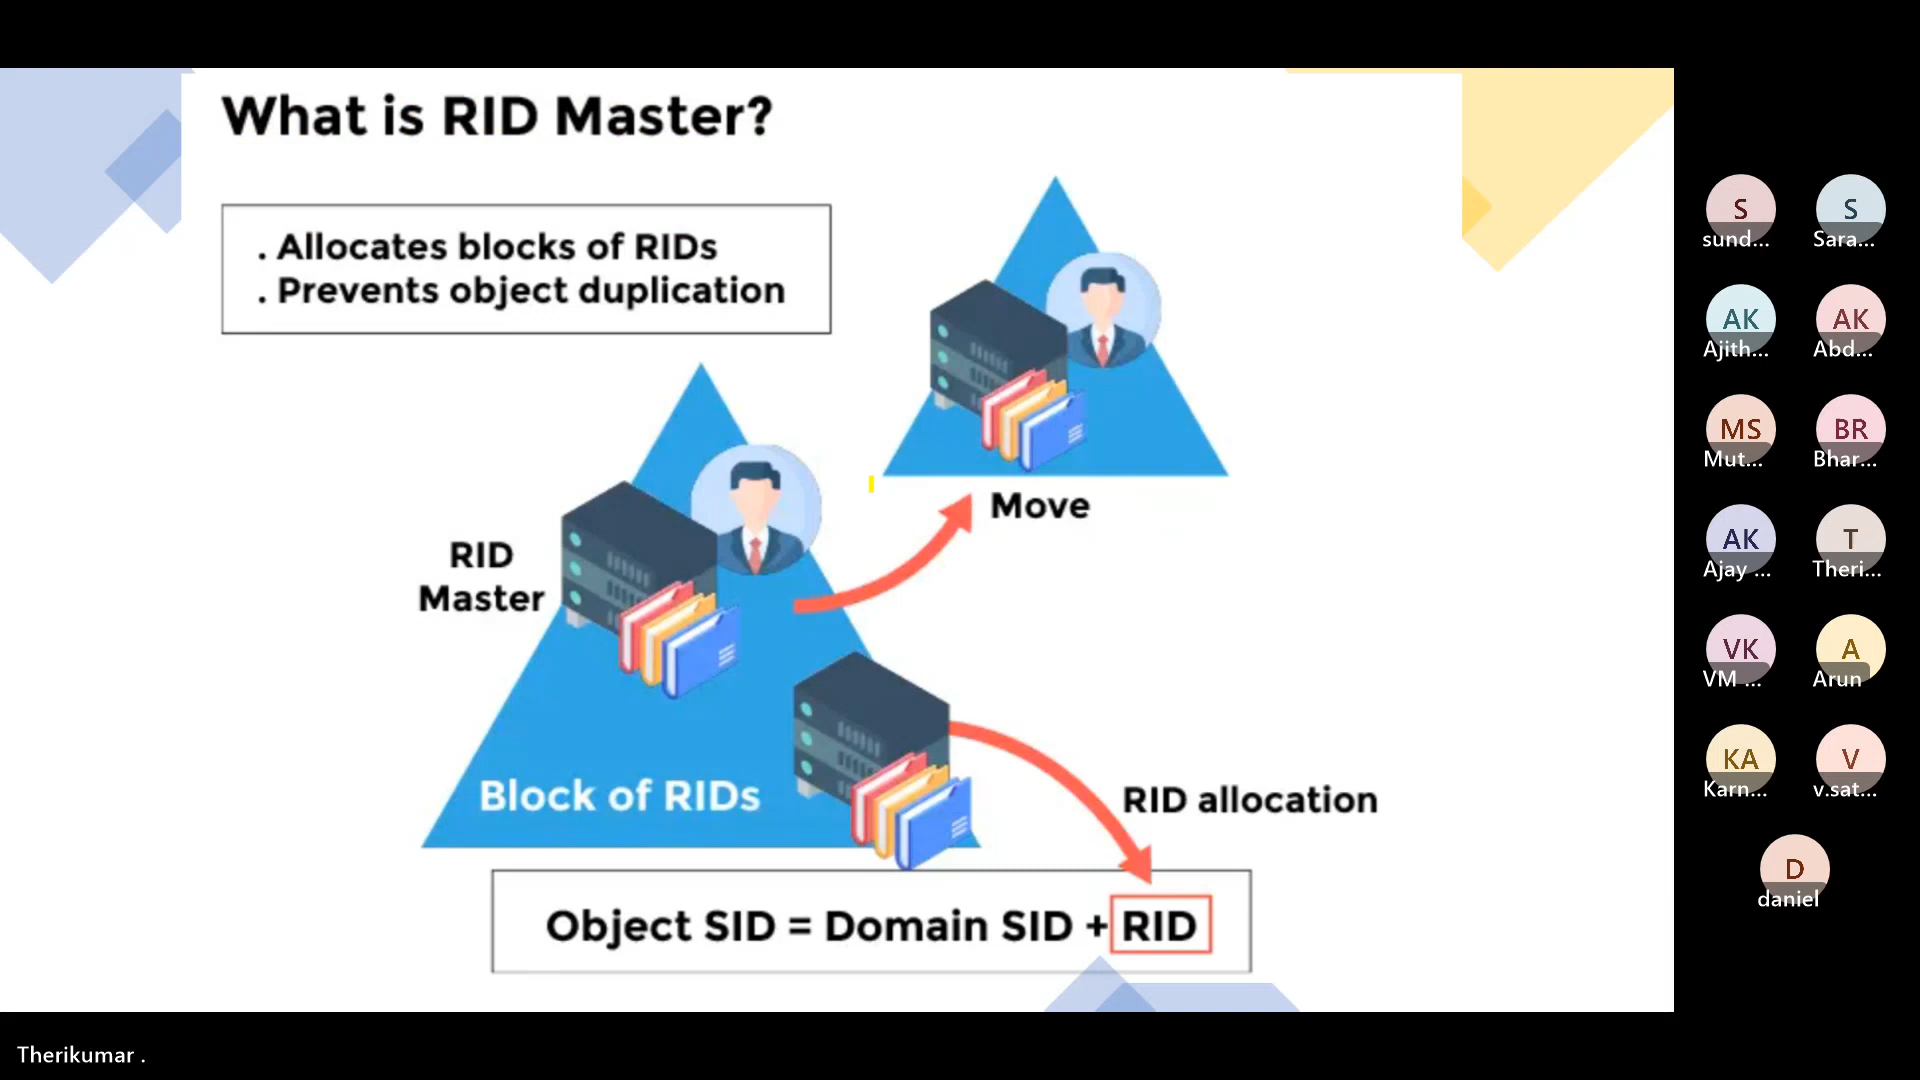 What is RID Master?
. Allocates blocks of RIDs
. Prevents object duplication
Move
RID
Master
Block of RIDs
RID allocation
Object SID = Domain SID + RID
S
sund...
S
Sara...
AK
Ajith...
AK
Abd...
MS
Mut...
BR
Bhar...
AK
Ajay ...
T
Theri...
VK
VM ...
A
Arun
KA
Karn...
V
v.sat...
D
daniel
Therikumar .